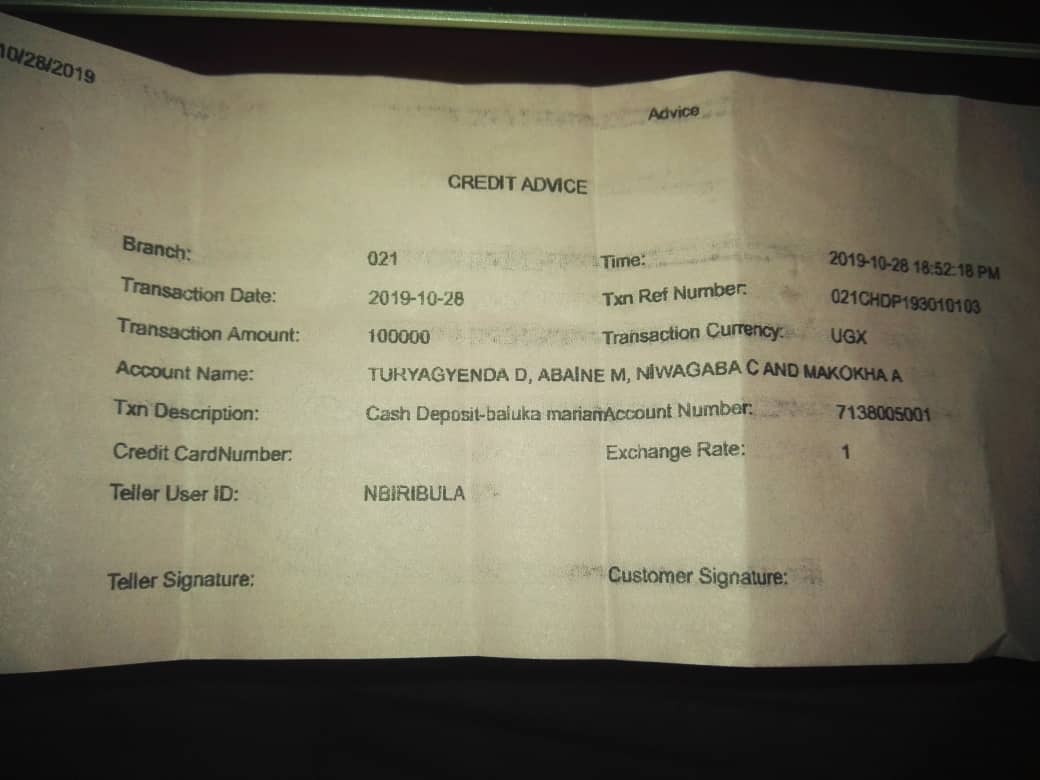 10/28/2019
Advice
CREDIT ADVICE
Branch: 021 Time: 2019-10-28 18:52:18 PM
Transaction Date: 2019-10-28 Txn Ref Number: 021CHDP193010103
Transaction Amount: 100000 Transaction Currency: UGX
Account Name: TURYAGYENDA D, ABAINE M, NIWAGABA C AND MAKOKHA A
Txn Description: Cash Deposit-baluka mariam Account Number: 7138005001
Credit CardNumber: Exchange Rate: 1
Teller User ID: NBIRIBULA
Teller Signature: Customer Signature: